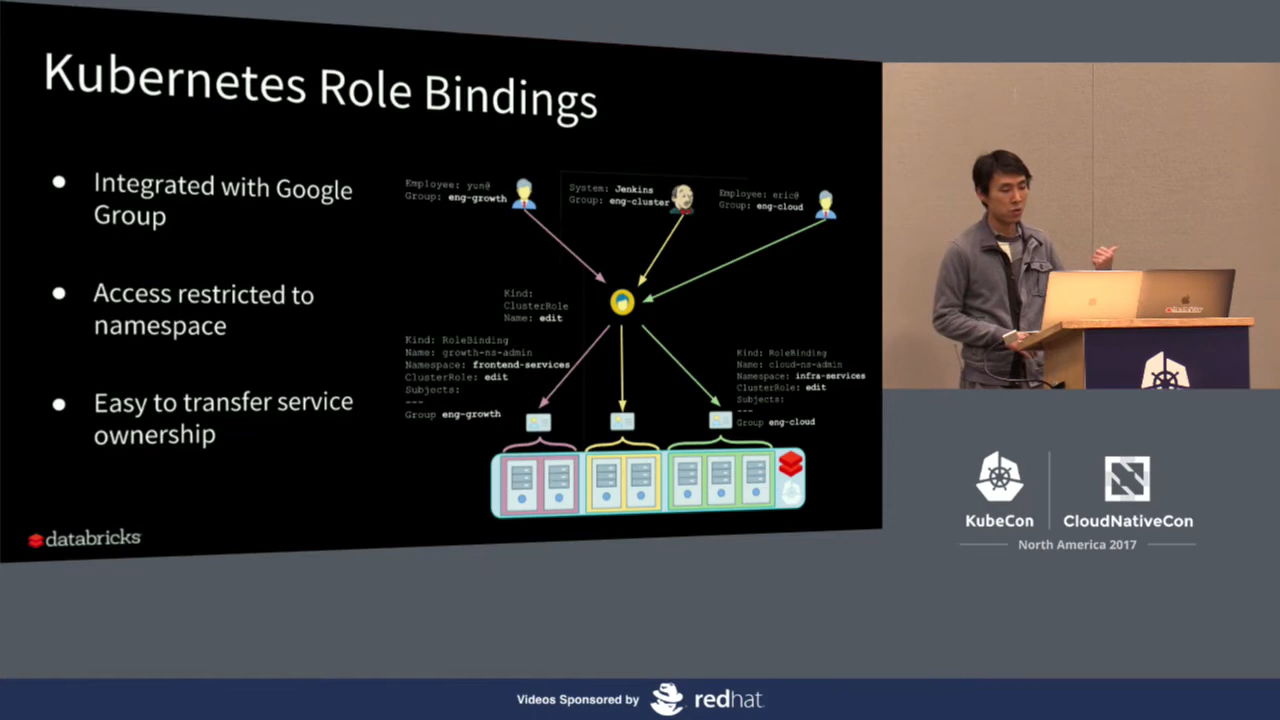 Kubernetes Role Bindings
Integrated with Google
Group
Access restricted to
namespace
Easy to transfer service
ownership
Employee: yun@
Group: eng-growth
System: Jenkins
Group: eng-cluster
Employee: eric@
Group: eng-cloud
Kind:
ClusterRole
Name: edit
Kind: RoleBinding
Name: growth-ns-admin
Namespace: frontend-services
ClusterRole: edit
Subjects:
---
Group eng-growth
Kind: RoleBinding
Name: cloud-ns-admin
Namespace: infra-services
ClusterRole: edit
Subjects:
---
Group eng-cloud
databricks
KubeCon
CloudNativeCon
North America 2017
Videos Sponsored by
redhat